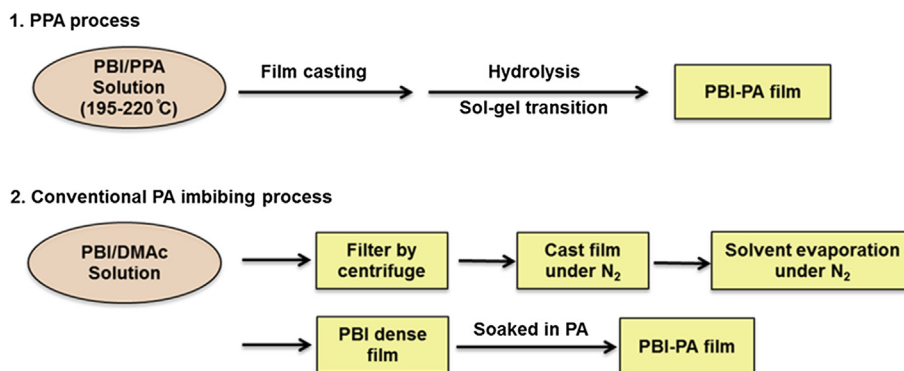 1. PPA process
PBI/PPA
Solution
(195-220℃)
Film casting
Hydrolysis
Sol-gel transition
PBI-PA film
2. Conventional PA imbibing process
PBI/DMAc
Solution
Filter by
centrifuge
Cast film
under N₂
Solvent evaporation
under N₂
PBI dense
film
Soaked in PA
PBI-PA film